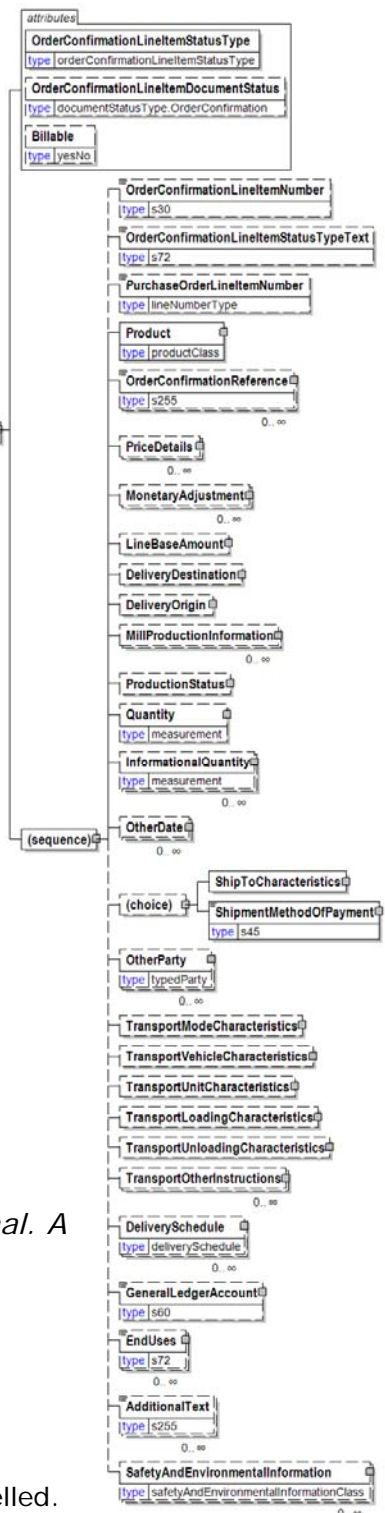 attributes
OrderConfirmationLineItemStatusType
type orderConfirmationLineItemStatusType
OrderConfirmationLineItemDocumentStatus
type documentStatusType.OrderConfirmation
Billable
type yesNo
OrderConfirmationLineItemNumber
type s30
OrderConfirmationLineItemStatusTypeText
type s72
PurchaseOrderLineItemNumber
type lineNumberType
Product
type productClass
OrderConfirmationReference
type s255
0.. ∞
PriceDetails
0.. ∞
MonetaryAdjustment
0.. ∞
LineBaseAmount
DeliveryDestination
DeliveryOrigin
MillProductionInformation
0.. ∞
ProductionStatus
Quantity
type measurement
InformationalQuantity
type measurement
0.. ∞
OtherDate
0.. ∞
(sequence)
(choice)
ShipToCharacteristics
ShipmentMethodOfPayment
type s45
OtherParty
type typedParty
0.. ∞
TransportModeCharacteristics
TransportVehicleCharacteristics
TransportUnitCharacteristics
TransportLoadingCharacteristics
TransportUnloadingCharacteristics
TransportOtherInstructions
0.. ∞
al. A
DeliverySchedule
type deliverySchedule
0.. ∞
GeneralLedgerAccount
type s60
EndUses
type s72
0.. ∞
AdditionalText
type s255
0.. ∞
SafetyAndEnvironmentalInformation
type safetyAndEnvironmentalInformationClass
0.. ∞
elled.